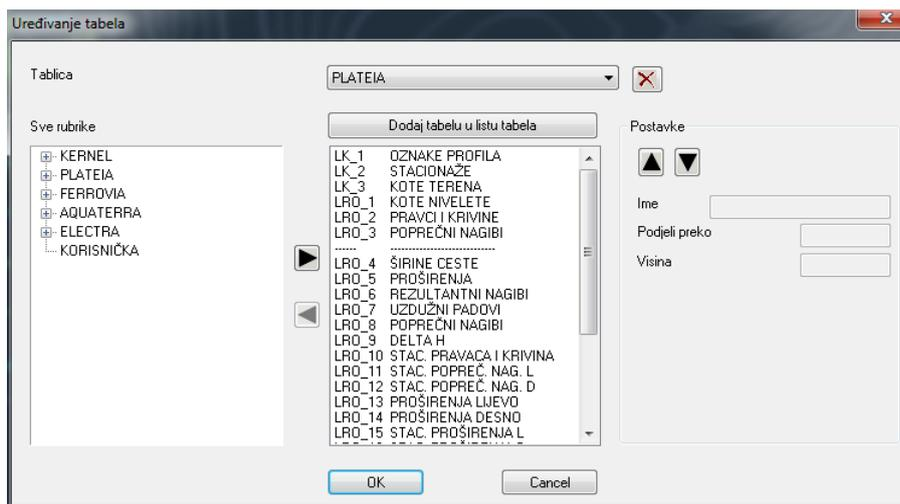 Uređivanje tabela
Tablica
PLATEIA
Sve rubrike
Dodaj tabelu u listu tabela
Postavke
KERNEL
PLATEIA
FERROVIA
AQUATERRA
ELECTRA
KORISNIČKA
LK_1 OZNAKE PROFILA
LK_2 STACIONAŽE
LK_3 KOTE TERENA
LRO_1 KOTE NIVELETE
LRO_2 PRAVCI I KRIVINE
LRO_3 POPREČNI NAGIBI
------ --------------------------
LRO_4 ŠIRINE CESTE
LRO_5 PROŠIRENJA
LRO_6 REZULTANTNI NAGIBI
LRO_7 UZDUŽNI PADOVI
LRO_8 POPREČNI NAGIBI
LRO_9 DELTA H
LRO_10 STAC. PRAVACA I KRIVINA
LRO_11 STAC. POPREČ. NAG. L
LRO_12 STAC. POPREČ. NAG. D
LRO_13 PROŠIRENJA LIJEVO
LRO_14 PROŠIRENJA DESNO
LRO_15 STAC. PROŠIRENJA L
Ime
Podjeli preko
Visina
OK
Cancel